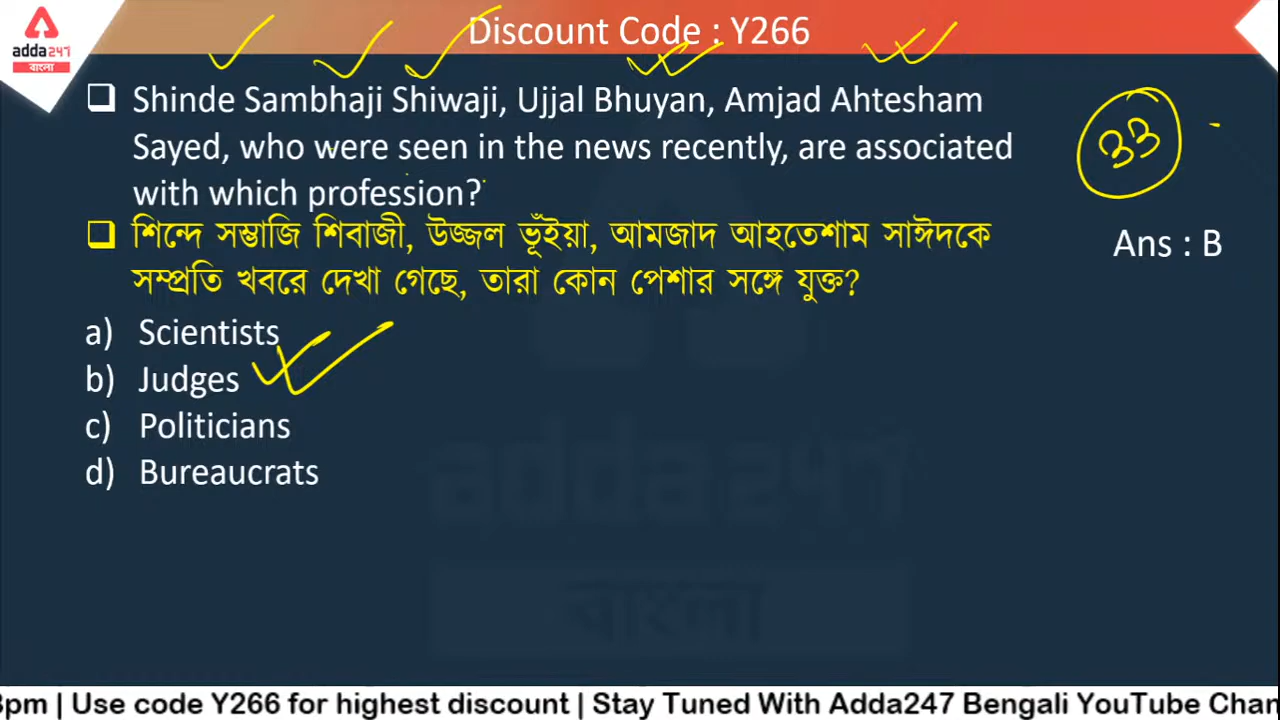 Discount Code : Y266
adda247
বাংলা
Shinde Sambhaji Shiwaji, Ujjal Bhuyan, Amjad Ahtesham
Sayed, who were seen in the news recently, are associated
with which profession?
33
শিন্দে সম্ভাজি শিবাজী, উজ্জল ভূঁইয়া, আমজাদ আহতেশাম সাঈদকে
সম্প্রতি খবরে দেখা গেছে, তারা কোন পেশার সঙ্গে যুক্ত?
Ans : B
a) Scientists
b) Judges
c) Politicians
d) Bureaucrats
adda247
বাংলা
3pm | Use code Y266 for highest discount | Stay Tuned With Adda247 Bengali YouTube Chan